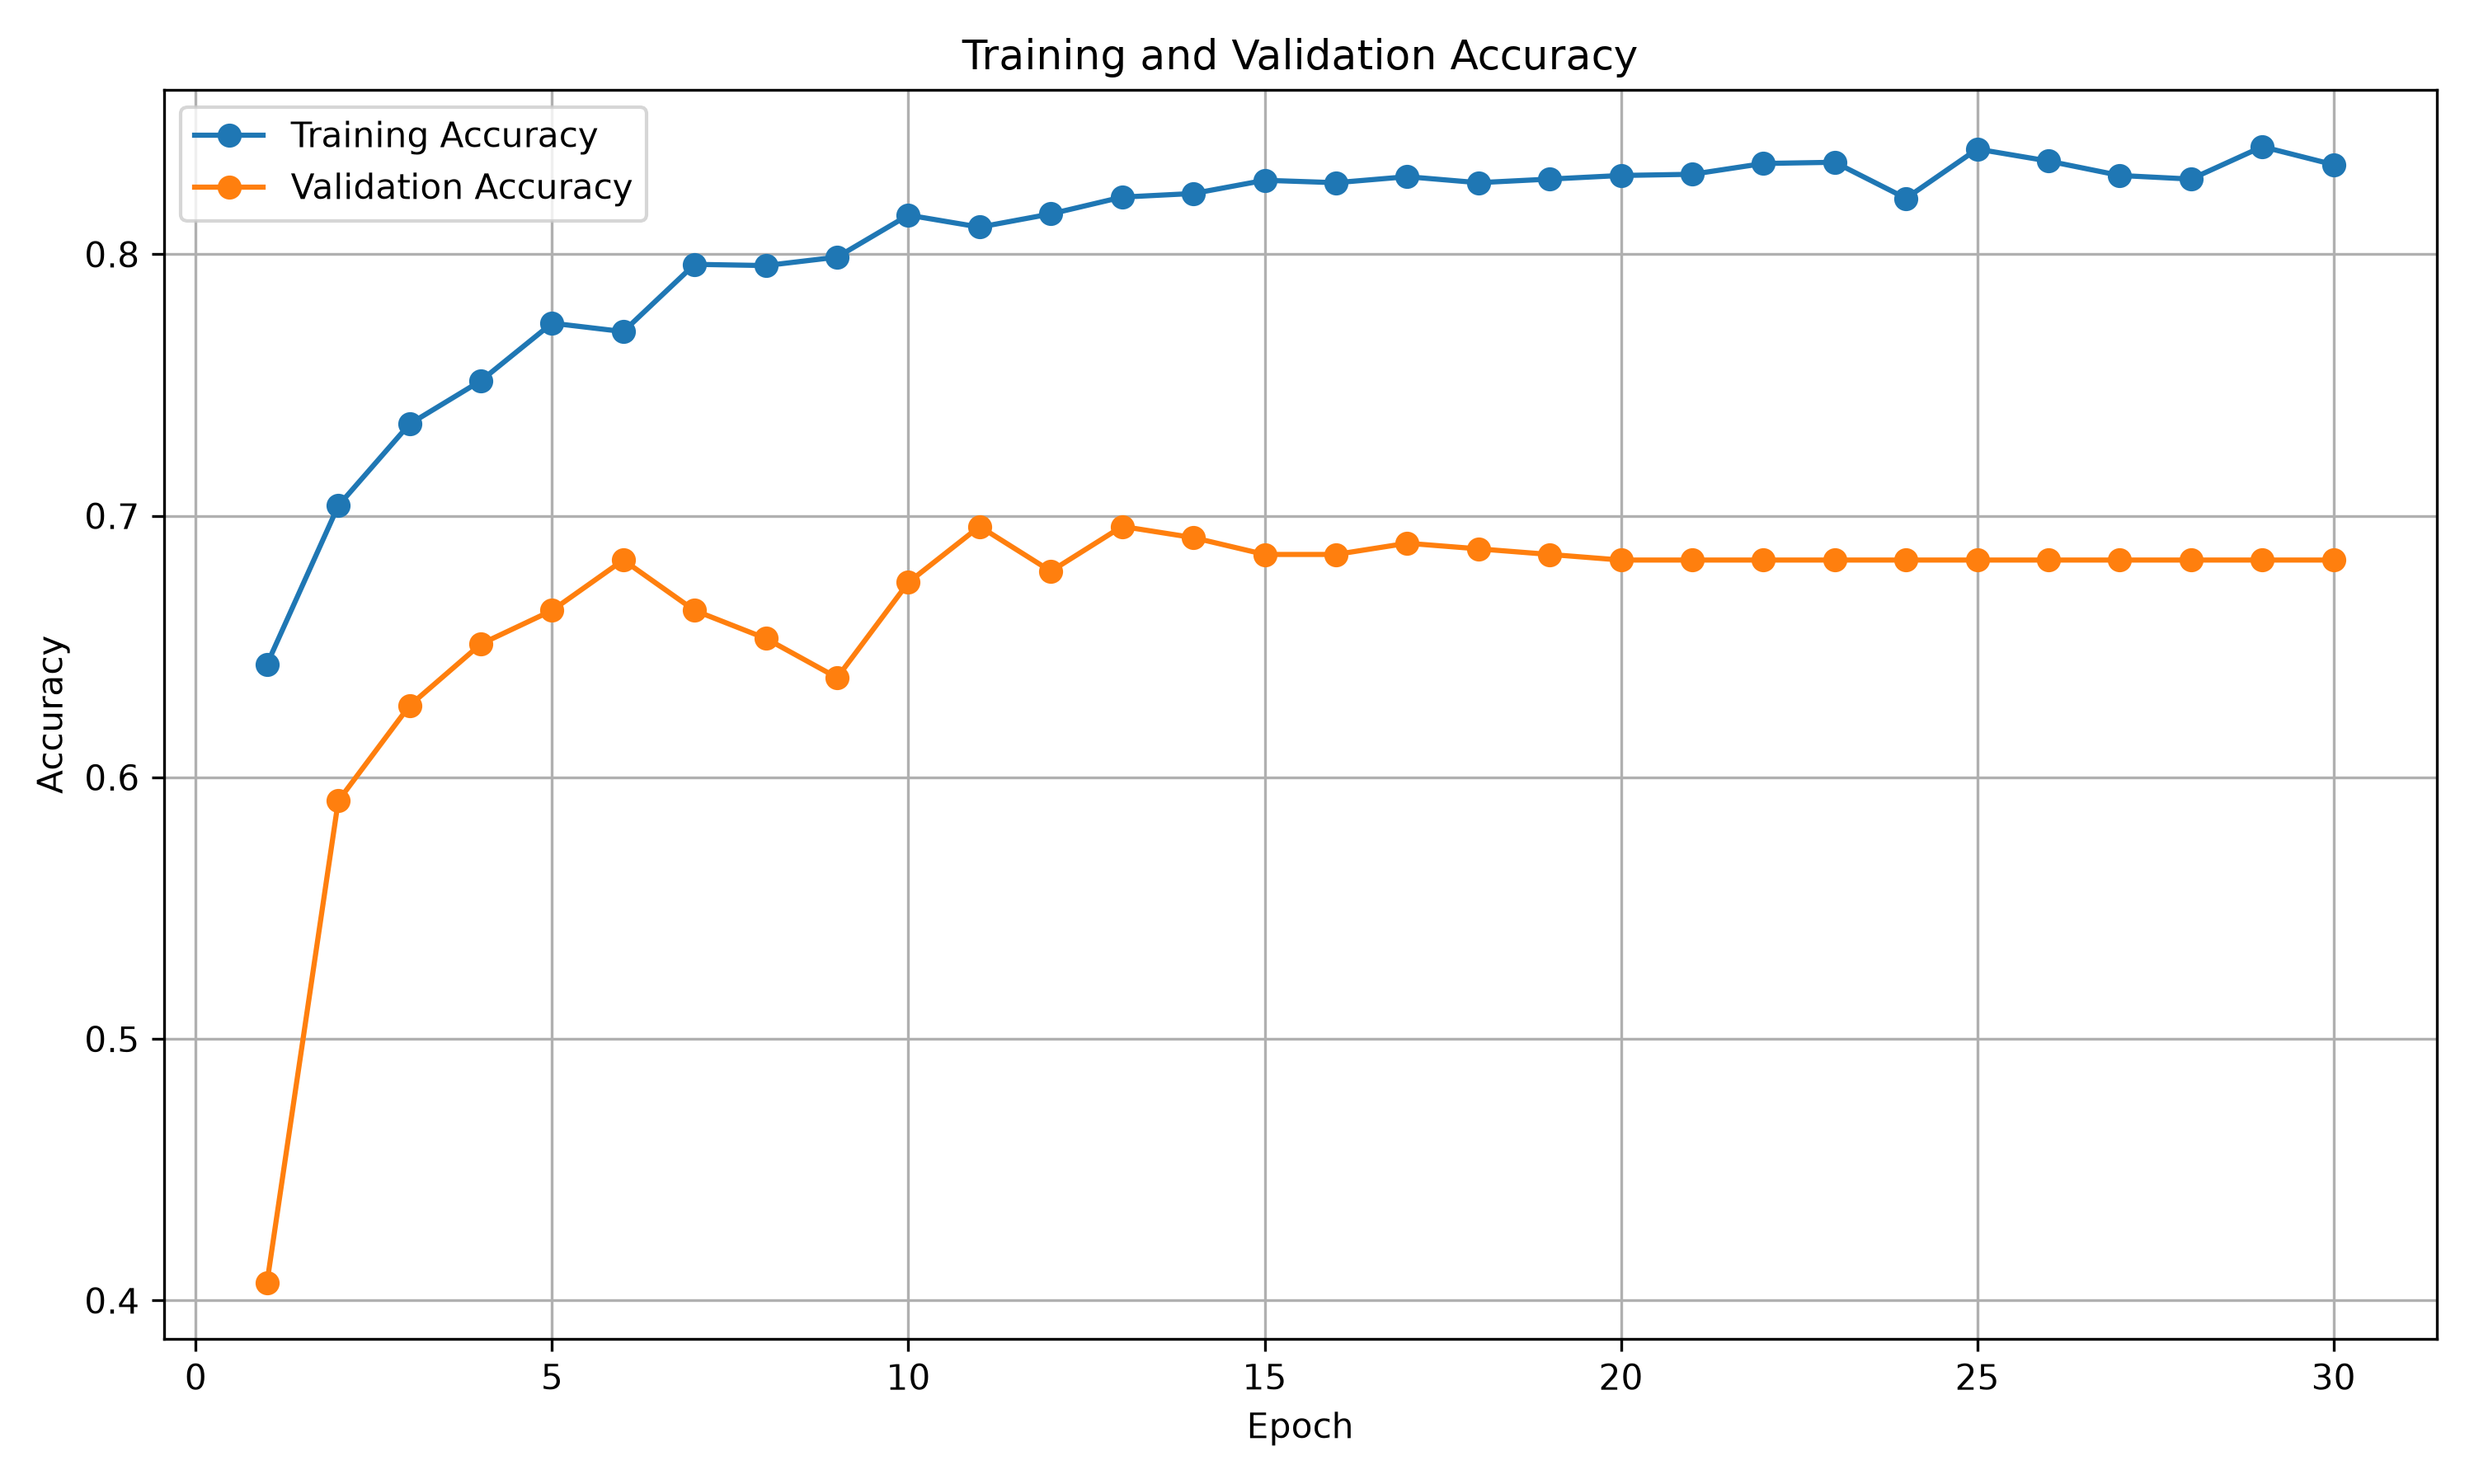 Training and Validation Accuracy
Training Accuracy
Validation Accuracy
Accuracy
0.8
0.7
0.6
0.5
0.4
0 5 10 15 20 25 30
Epoch